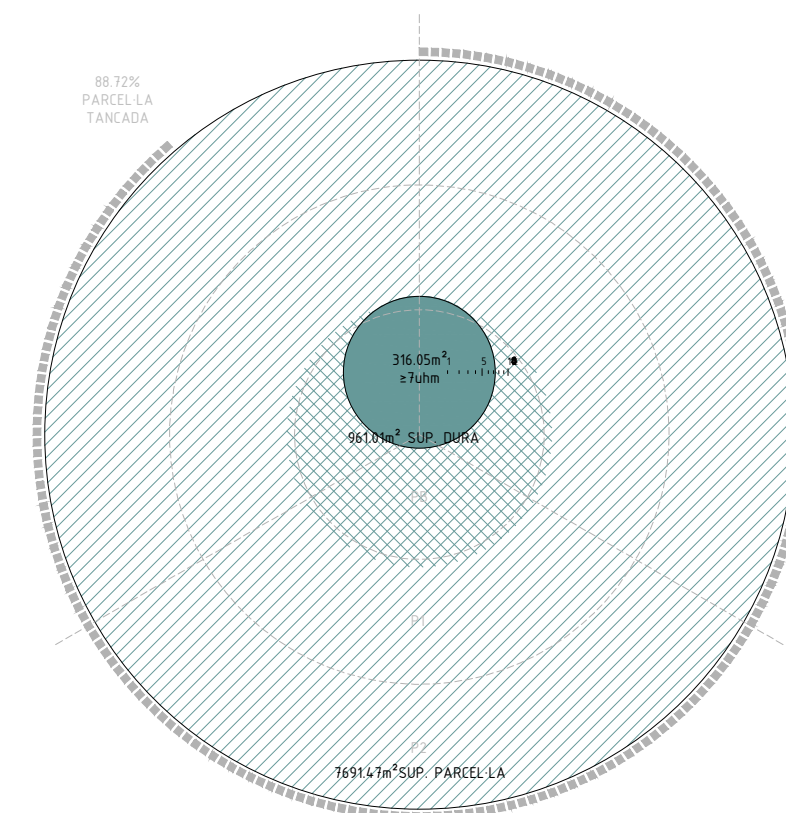 88.72%
PARCEL·LA
TANCADA
316.05m²
≥7uhm
1 5
961.01m² SUP. DURA
PB
P1
P2
7691.47m² SUP. PARCEL·LA